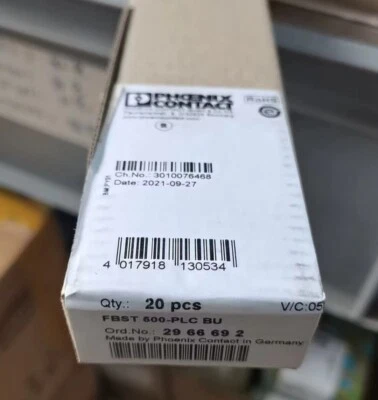 PHOENIX
CONTACT
RoHS
Ch.No.: 3010076468
Date: 2021-09-27
4 017918 130534
Qty.: 20 pcs
V/C:05
FBST 500-PLC BU
Ord.No.: 29 66 69 2
Made by Phoenix Contact in Germany